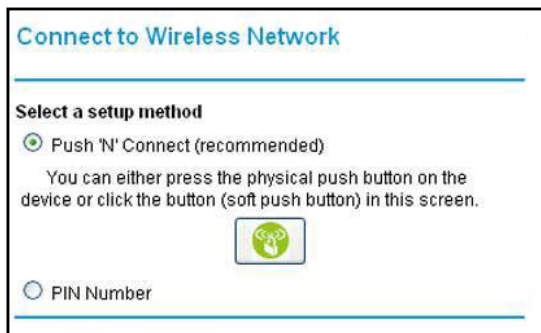 Connect to Wireless Network
Select a setup method
Push 'N' Connect (recommended)
You can either press the physical push button on the
device or click the button (soft push button) in this screen.
PIN Number